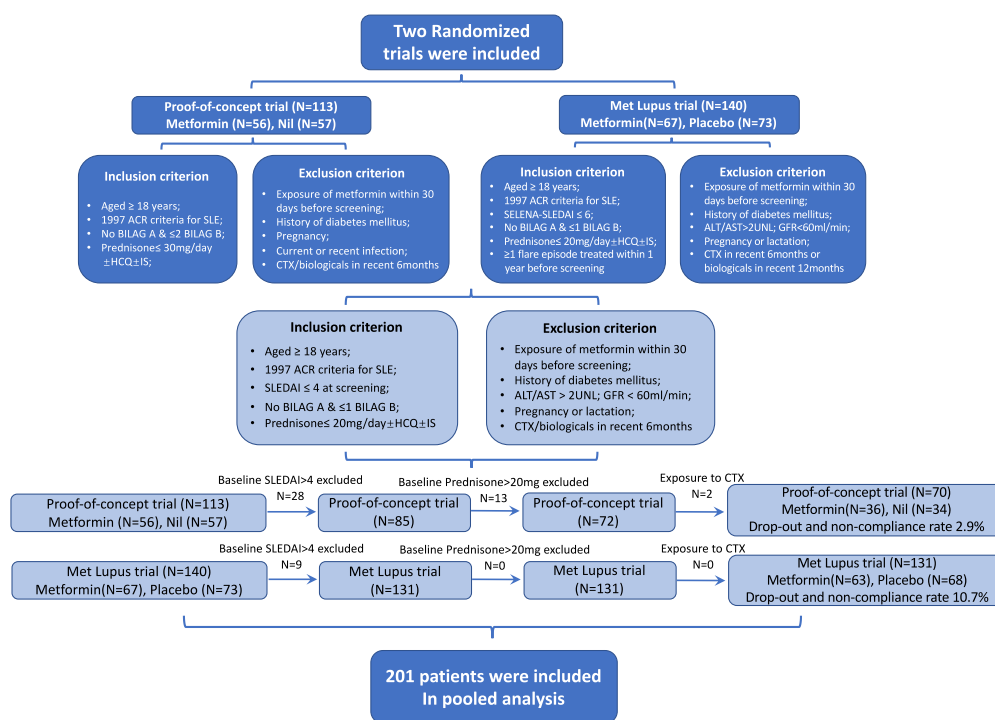 Two Randomized
trials were included
Proof-of-concept trial (N=113)
Metformin (N=56), Nil (N=57)
Met Lupus trial (N=140)
Metformin(N=67), Placebo (N=73)
Inclusion criterion
• Aged ≥ 18 years;
• 1997 ACR criteria for SLE;
• No BILAG A & ≤2 BILAG B;
• Prednisone≤ 30mg/day
±HCQ±IS;
Exclusion criterion
• Exposure of metformin within 30
days before screening;
• History of diabetes mellitus;
• Pregnancy;
• Current or recent infection;
• CTX/biologicals in recent 6months
Inclusion criterion
• Aged ≥ 18 years;
• 1997 ACR criteria for SLE;
• SELENA-SLEDAI ≤ 6;
• No BILAG A & ≤1 BILAG B;
• Prednisone≤ 20mg/day±HCQ±IS;
• ≥1 flare episode treated within 1
year before screening
Exclusion criterion
• Exposure of metformin within 30
days before screening;
• History of diabetes mellitus;
• ALT/AST>2UNL; GFR<60ml/min;
• Pregnancy or lactation;
• CTX in recent 6months or
biologicals in recent 12months
Inclusion criterion
• Aged ≥ 18 years;
• 1997 ACR criteria for SLE;
• SLEDAI ≤ 4 at screening;
• No BILAG A & ≤1 BILAG B;
• Prednisone≤ 20mg/day±HCQ±IS
Exclusion criterion
• Exposure of metformin within 30
days before screening;
• History of diabetes mellitus;
• ALT/AST > 2UNL; GFR < 60ml/min;
• Pregnancy or lactation;
• CTX/biologicals in recent 6months
Proof-of-concept trial (N=113)
Metformin (N=56), Nil (N=57)
Baseline SLEDAI>4 excluded
N=28
Proof-of-concept trial
(N=85)
Baseline Prednisone>20mg excluded
N=13
Proof-of-concept trial
(N=72)
Exposure to CTX
N=2
Proof-of-concept trial (N=70)
Metformin(N=36), Nil (N=34)
Drop-out and non-compliance rate 2.9%
Met Lupus trial (N=140)
Metformin(N=67), Placebo (N=73)
Baseline SLEDAI>4 excluded
N=9
Met Lupus trial
(N=131)
Baseline Prednisone>20mg excluded
N=0
Met Lupus trial
(N=131)
Exposure to CTX
N=0
Met Lupus trial (N=131)
Metformin(N=63), Placebo (N=68)
Drop-out and non-compliance rate 10.7%
201 patients were included
In pooled analysis